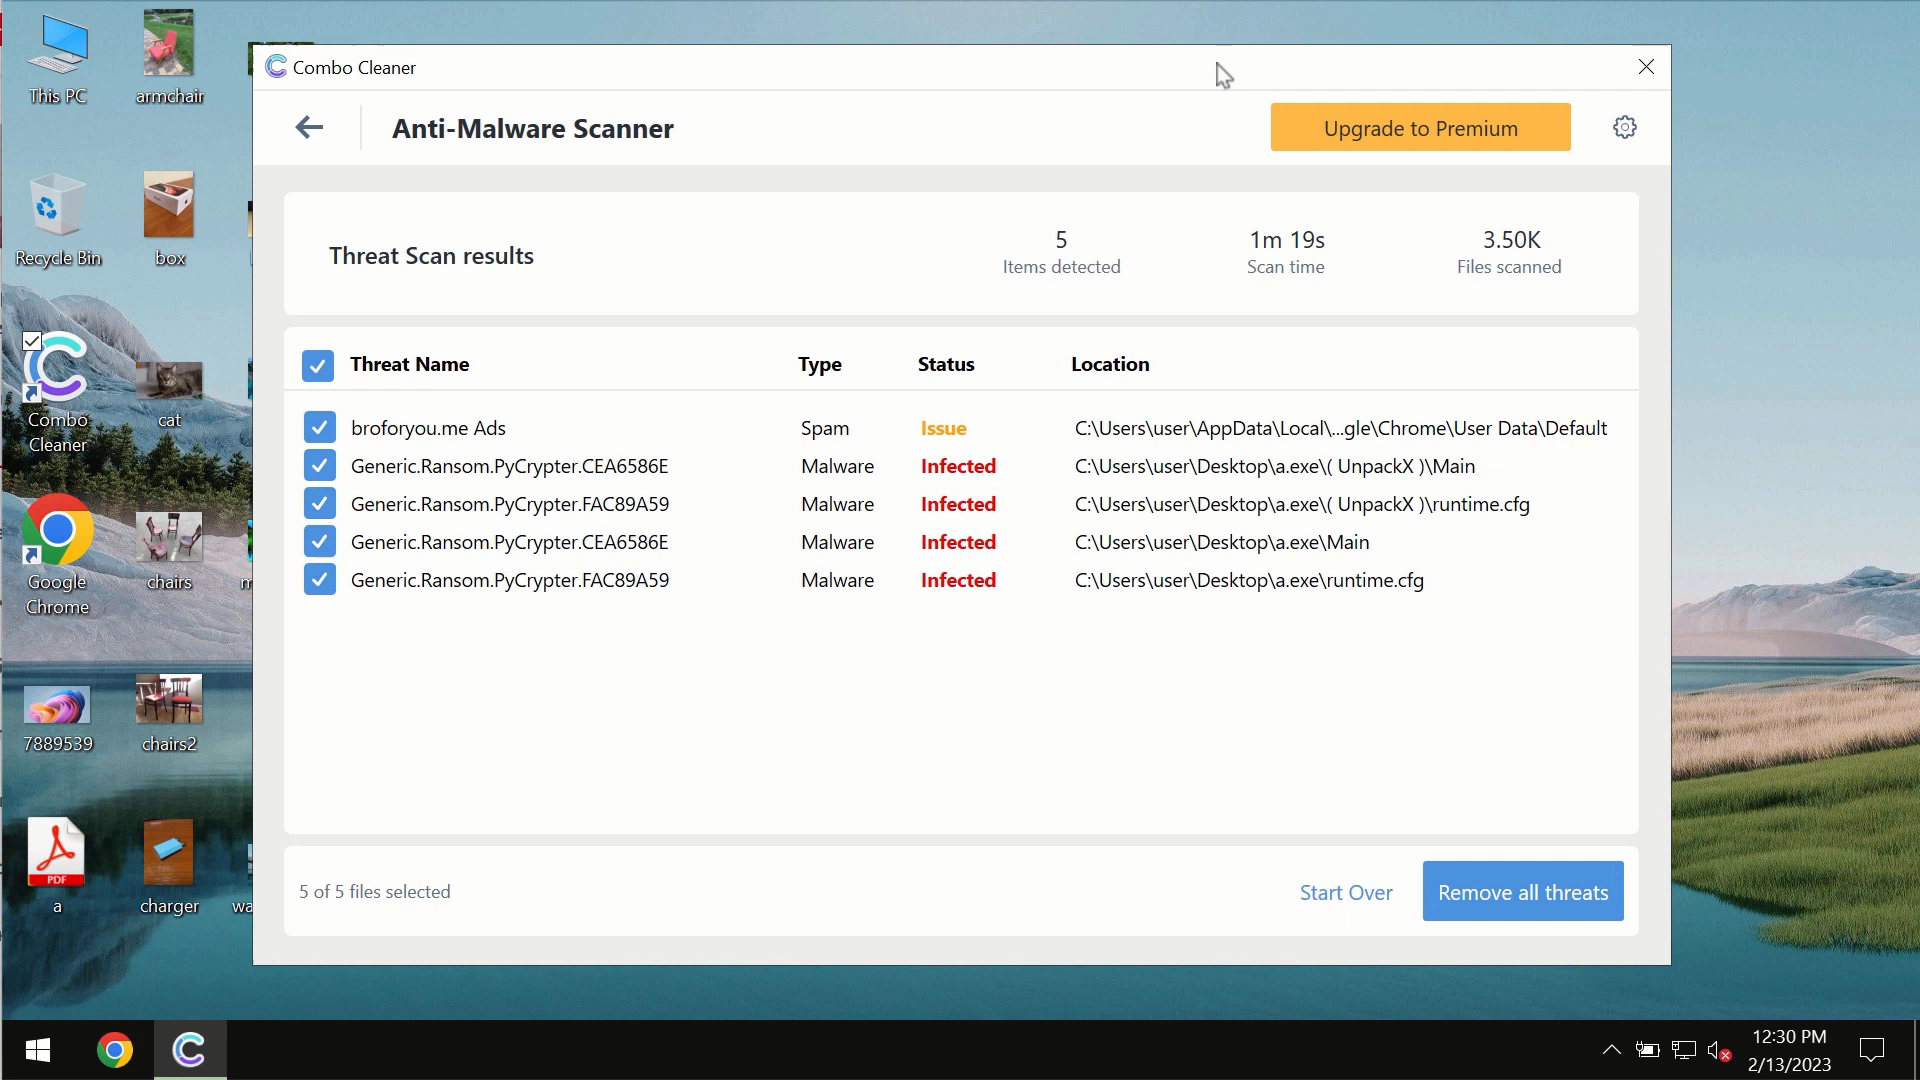 This PC
armchair
Recycle Bin
box
Combo
Cleaner
cat
Google
Chrome
chairs
7889539
chairs2
PDF
a
charger
wa
Combo Cleaner
Anti-Malware Scanner
Upgrade to Premium
Threat Scan results
5
Items detected
1m 19s
Scan time
3.50K
Files scanned
Threat Name Type Status Location
broforyou.me Ads Spam Issue C:\Users\user\AppData\Local\...gle\Chrome\User Data\Default
Generic.Ransom.PyCrypter.CEA6586E Malware Infected C:\Users\user\Desktop\a.exe\( UnpackX )\Main
Generic.Ransom.PyCrypter.FAC89A59 Malware Infected C:\Users\user\Desktop\a.exe\( UnpackX )\runtime.cfg
Generic.Ransom.PyCrypter.CEA6586E Malware Infected C:\Users\user\Desktop\a.exe\Main
Generic.Ransom.PyCrypter.FAC89A59 Malware Infected C:\Users\user\Desktop\a.exe\runtime.cfg
5 of 5 files selected
Start Over
Remove all threats
12:30 PM
2/13/2023